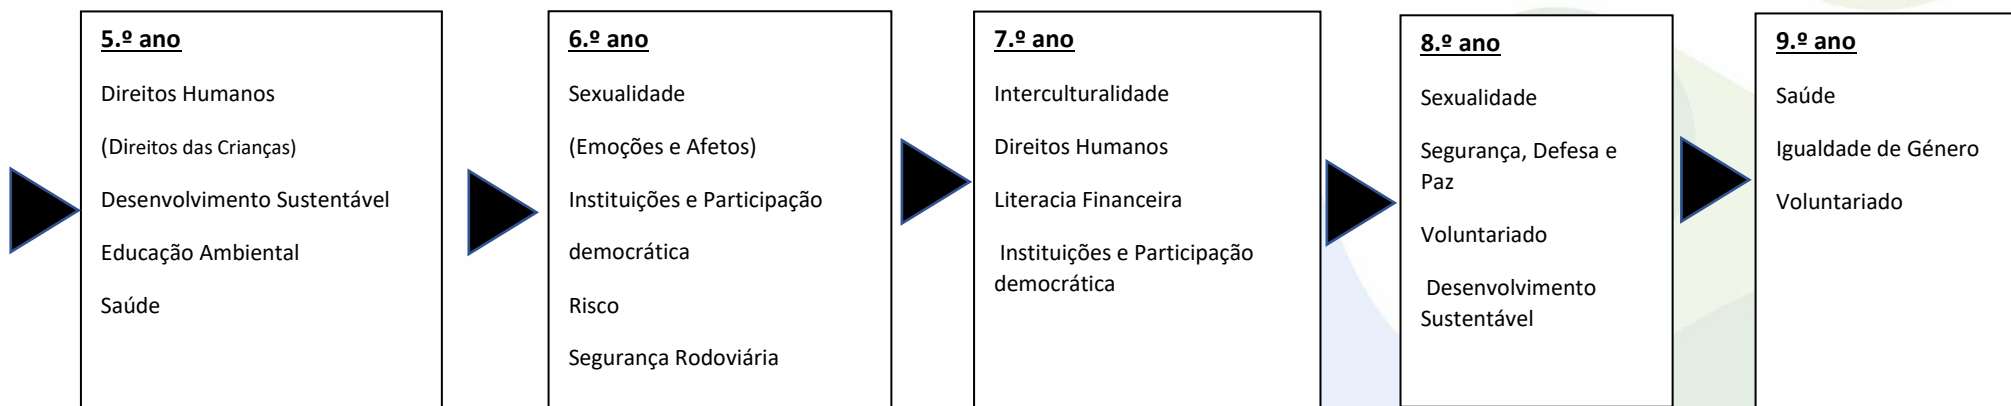 5.º ano
Direitos Humanos
(Direitos das Crianças)
Desenvolvimento Sustentável
Educação Ambiental
Saúde
6.º ano
Sexualidade
(Emoções e Afetos)
Instituições e Participação
democrática
Risco
Segurança Rodoviária
7.º ano
Interculturalidade
Direitos Humanos
Literacia Financeira
Instituições e Participação
democrática
8.º ano
Sexualidade
Segurança, Defesa e
Paz
Voluntariado
Desenvolvimento
Sustentável
9.º ano
Saúde
Igualdade de Género
Voluntariado